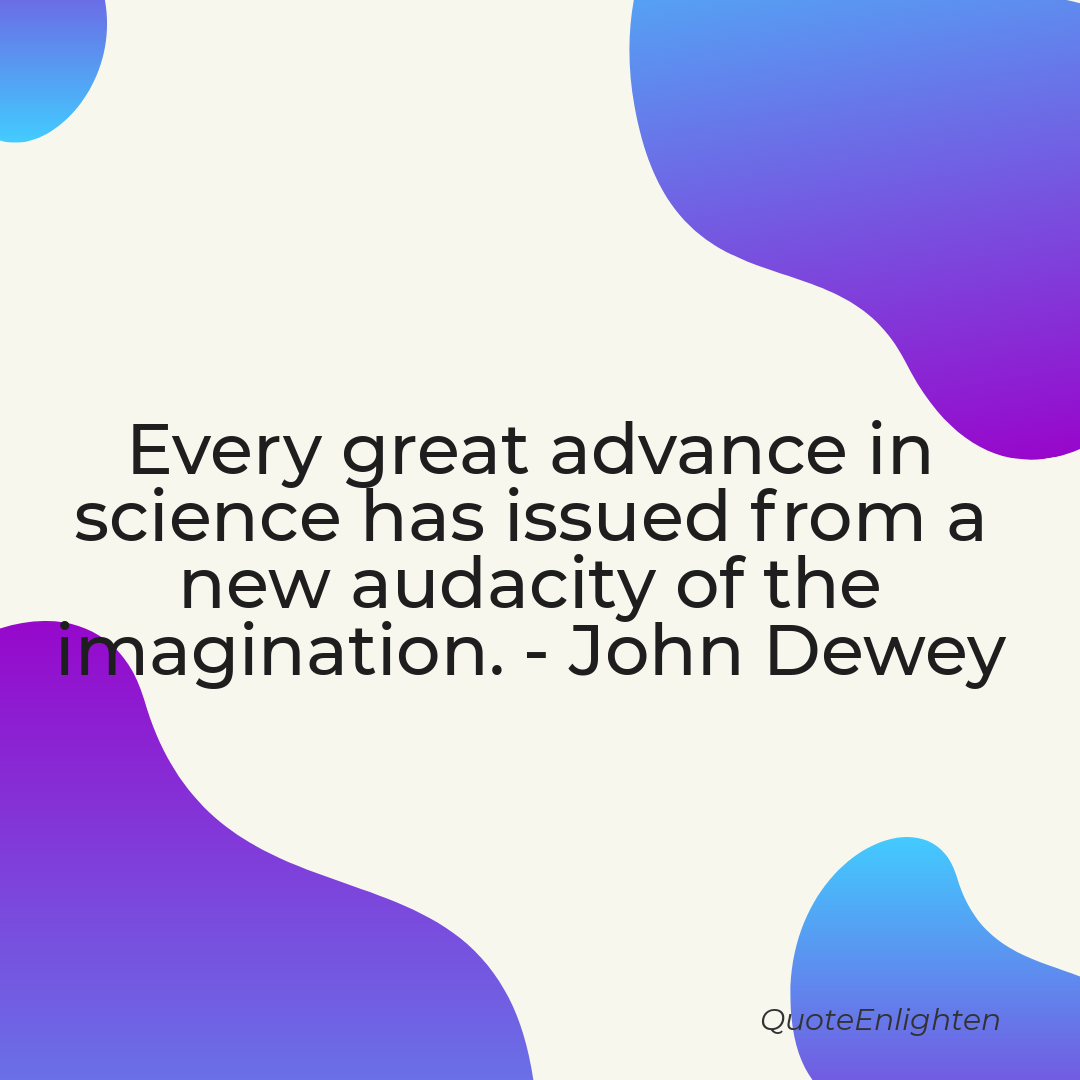 Every great advance in
science has issued from a
new audacity of the
imagination. - John Dewey
QuoteEnlighten